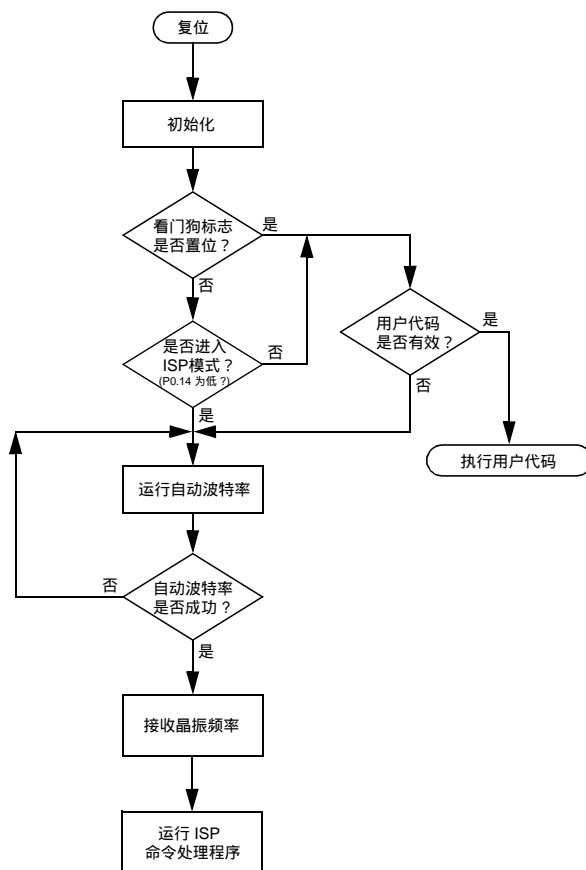 复位
初始化
看门狗标志
是否置位？
是
否
是否进入
ISP模式？
(P0.14 为低？)
否
是
用户代码
是否有效？
是
否
执行用户代码
运行自动波特率
自动波特率
是否成功？
否
是
接收晶振频率
运行 ISP
命令处理程序